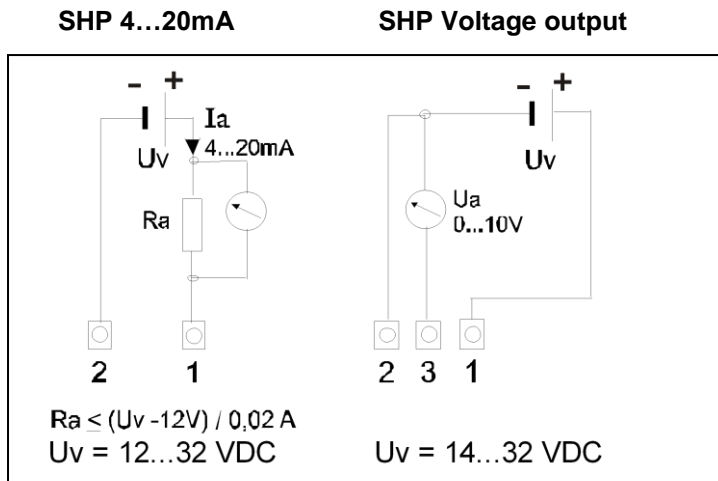 SHP 4...20mA
SHP Voltage output
- +
Ia
4...20mA
Uv
Ra
2 1
Ra ≤ (Uv -12V) / 0,02 A
Uv = 12...32 VDC
- +
Uv
Ua
0...10V
2 3 1
Uv = 14...32 VDC